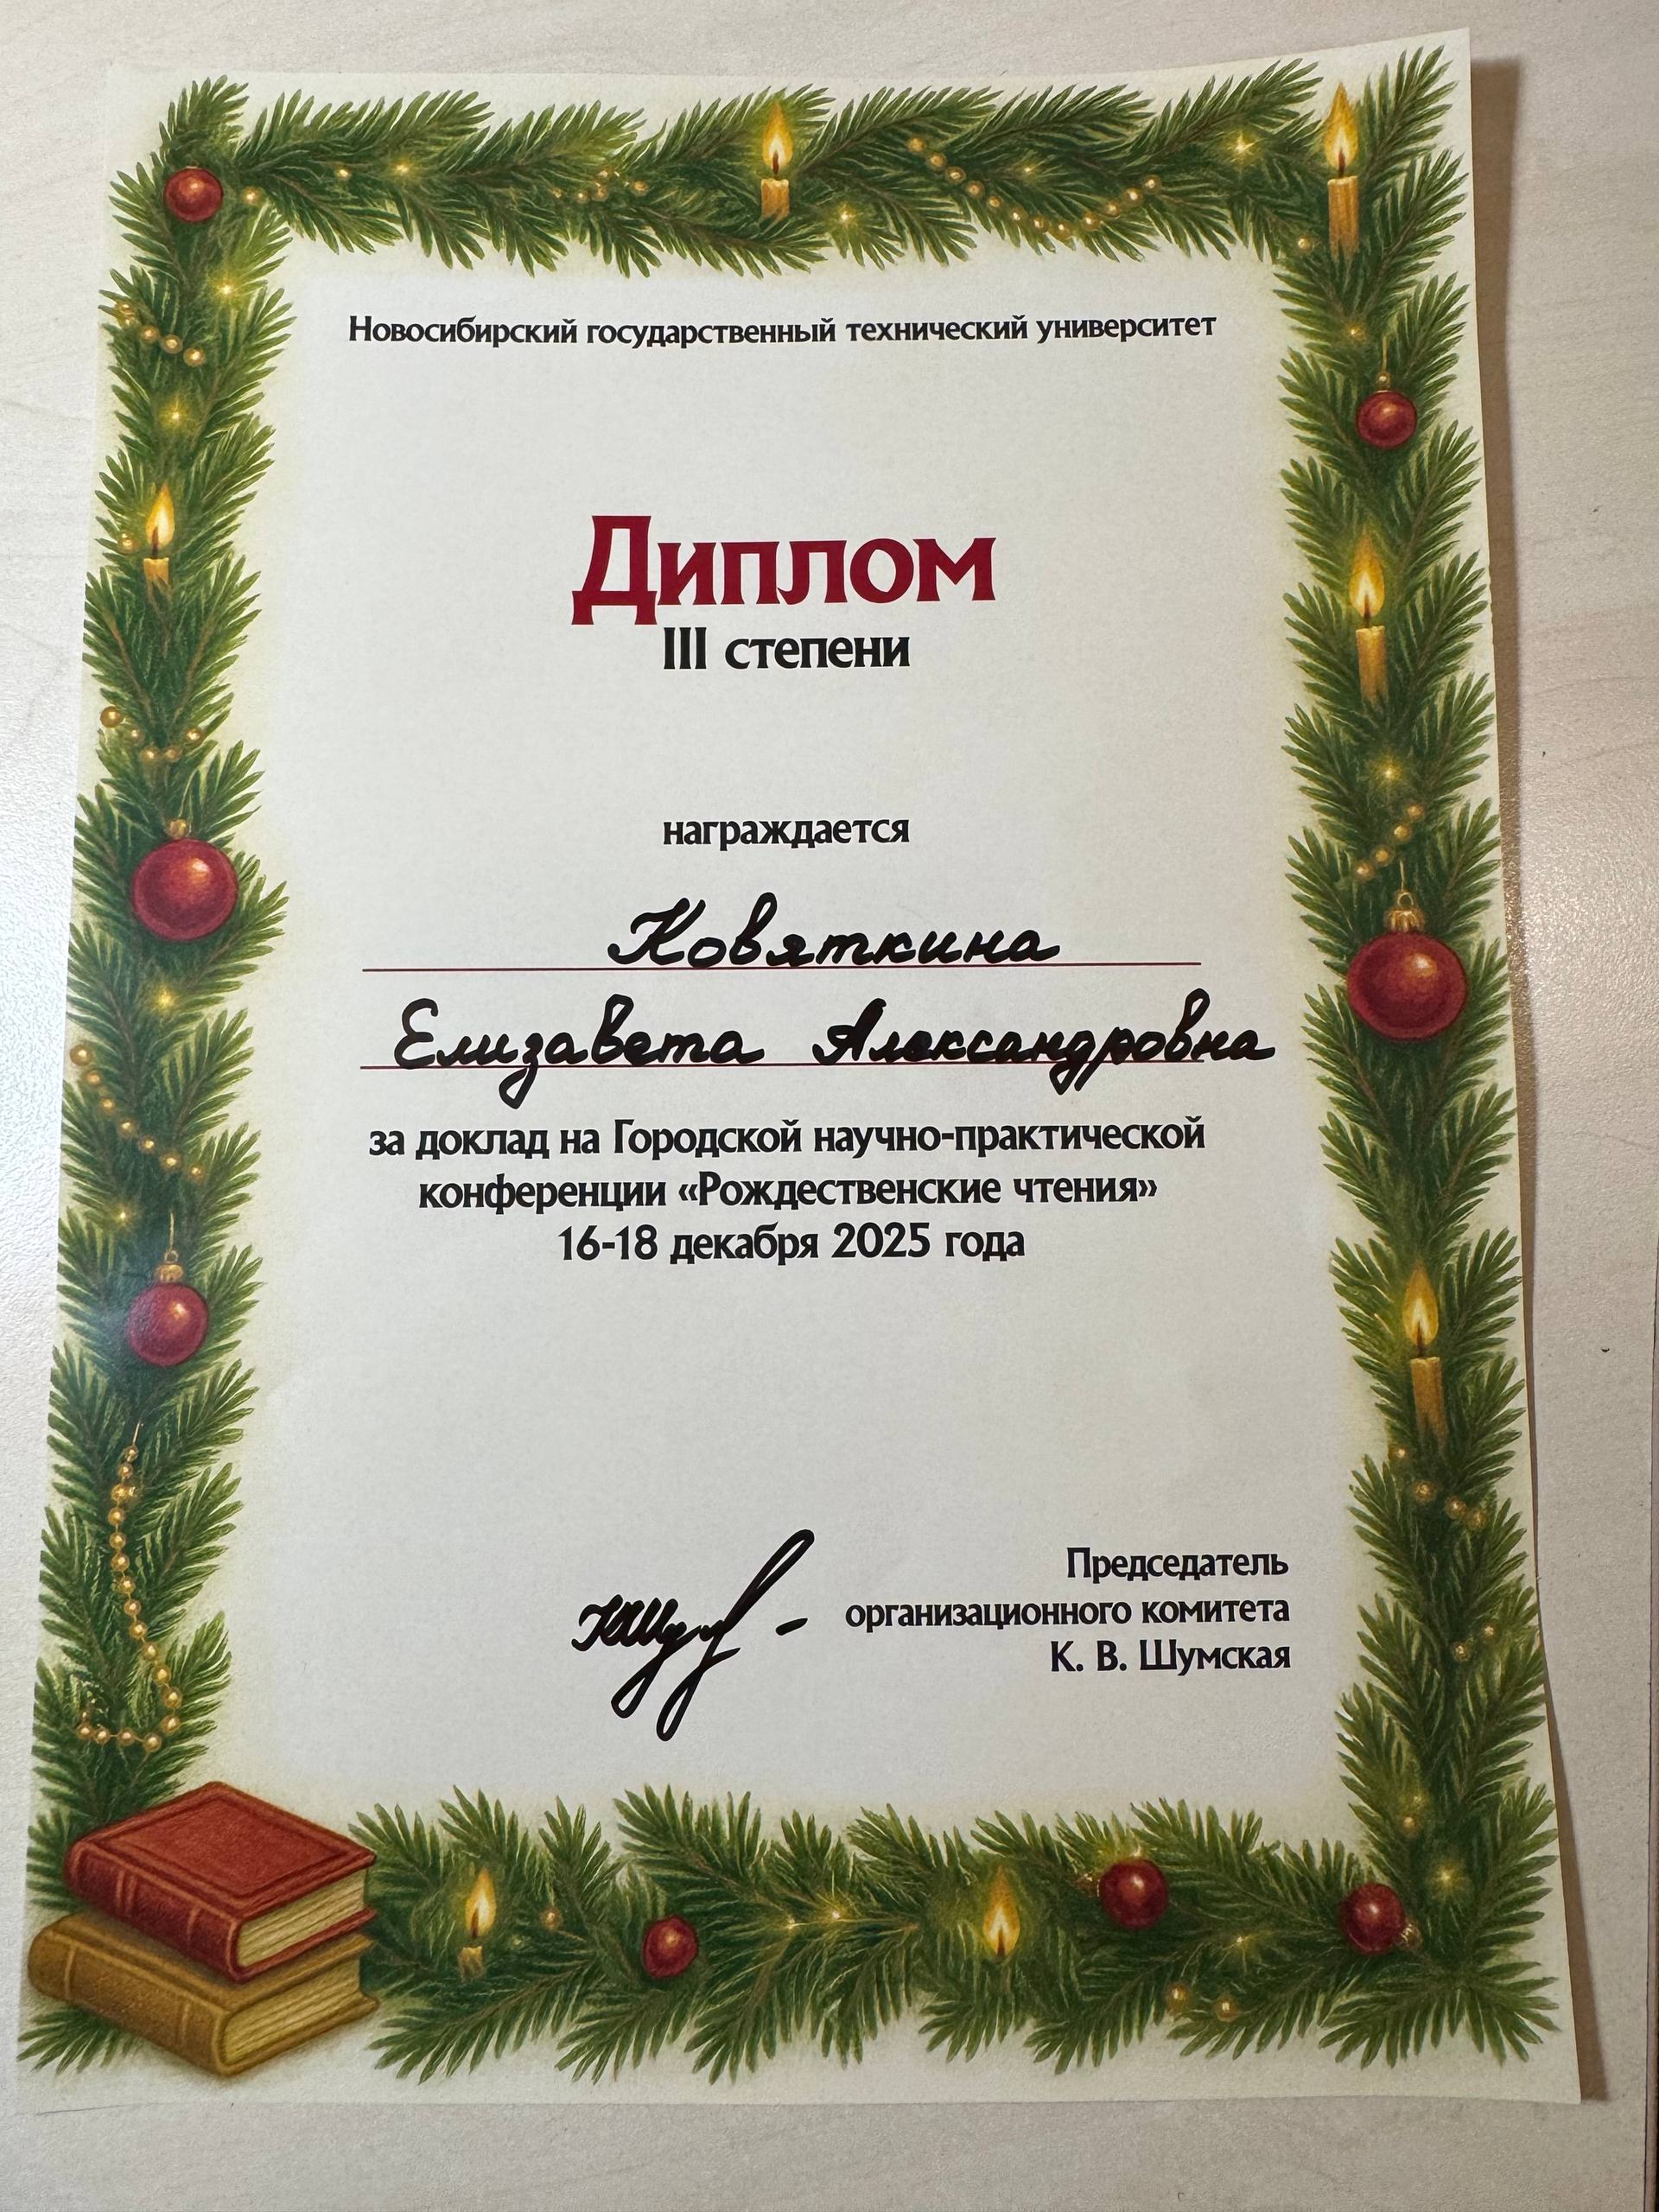 Новосибирский государственный технический университет
Диплом
III степени
награждается
Ковяткина
Елизавета Александровна
за доклад на Городской научно-практической
конференции «Рождественские чтения»
16-18 декабря 2025 года
Председатель
организационного комитета
К. В. Шумская